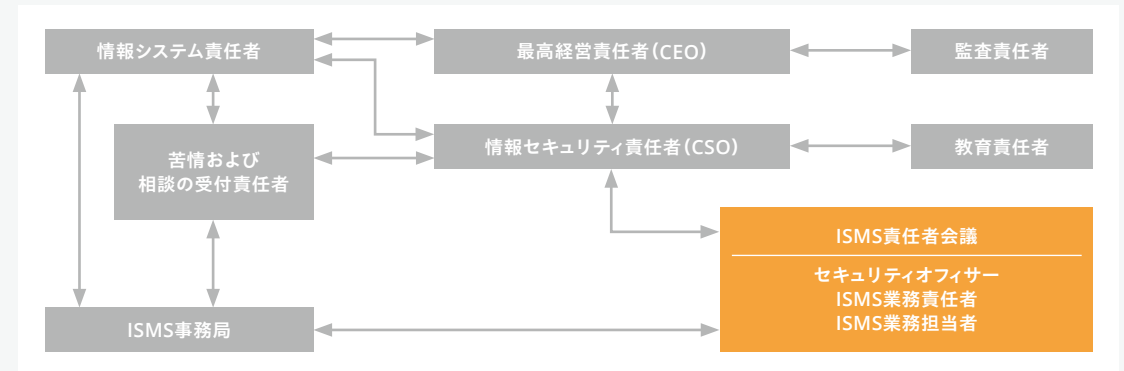 情報システム責任者
最高経営責任者（CEO）
監査責任者
苦情および
相談の受付責任者
情報セキュリティ責任者（CSO）
教育責任者
ISMS責任者会議
セキュリティオフィサー
ISMS業務責任者
ISMS業務担当者
ISMS事務局